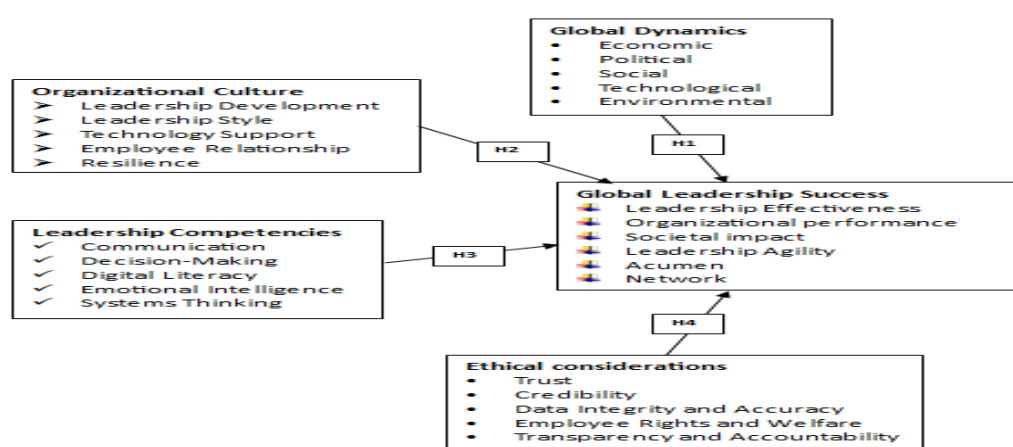 Global Dynamics
Economic
Political
Social
Technological
Environmental
Organizational Culture
Leadership Development
Leadership Style
Technology Support
Employee Relationship
Resilience
H2
H1
Global Leadership Success
Leadership Effectiveness
Organizational performance
Societal impact
Leadership Agility
Acumen
Network
Leadership Competencies
Communication
Decision-Making
Digital Literacy
Emotional Intelligence
Systems Thinking
H3
H4
Ethical considerations
Trust
Credibility
Data Integrity and Accuracy
Employee Rights and Welfare
Transparency and Accountability